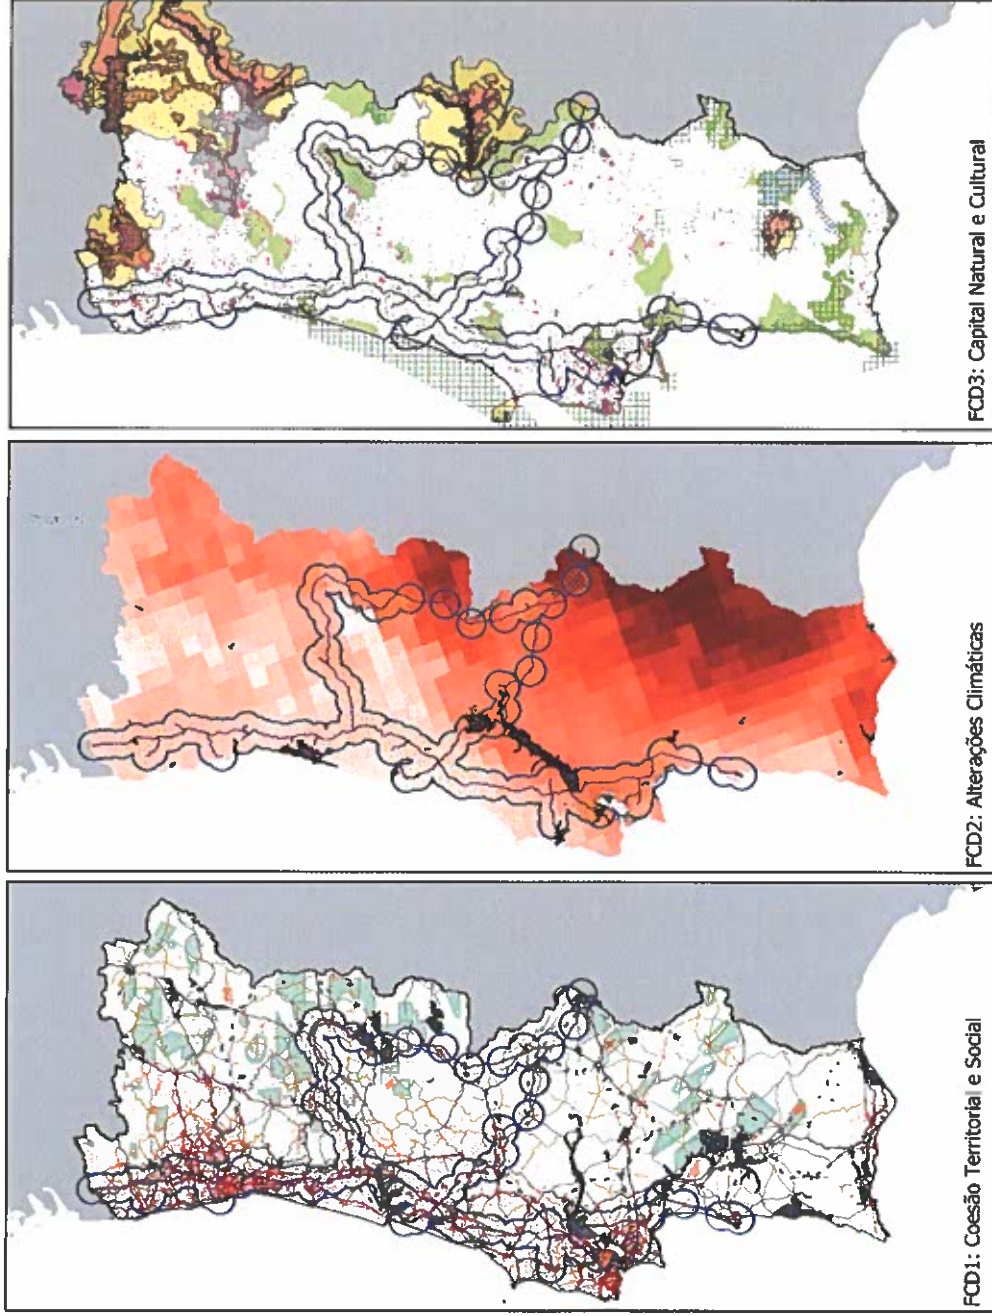 FCD3: Capital Natural e Cultural
FCD2: Alterações Climáticas
FCD1: Coesão Territorial e Social